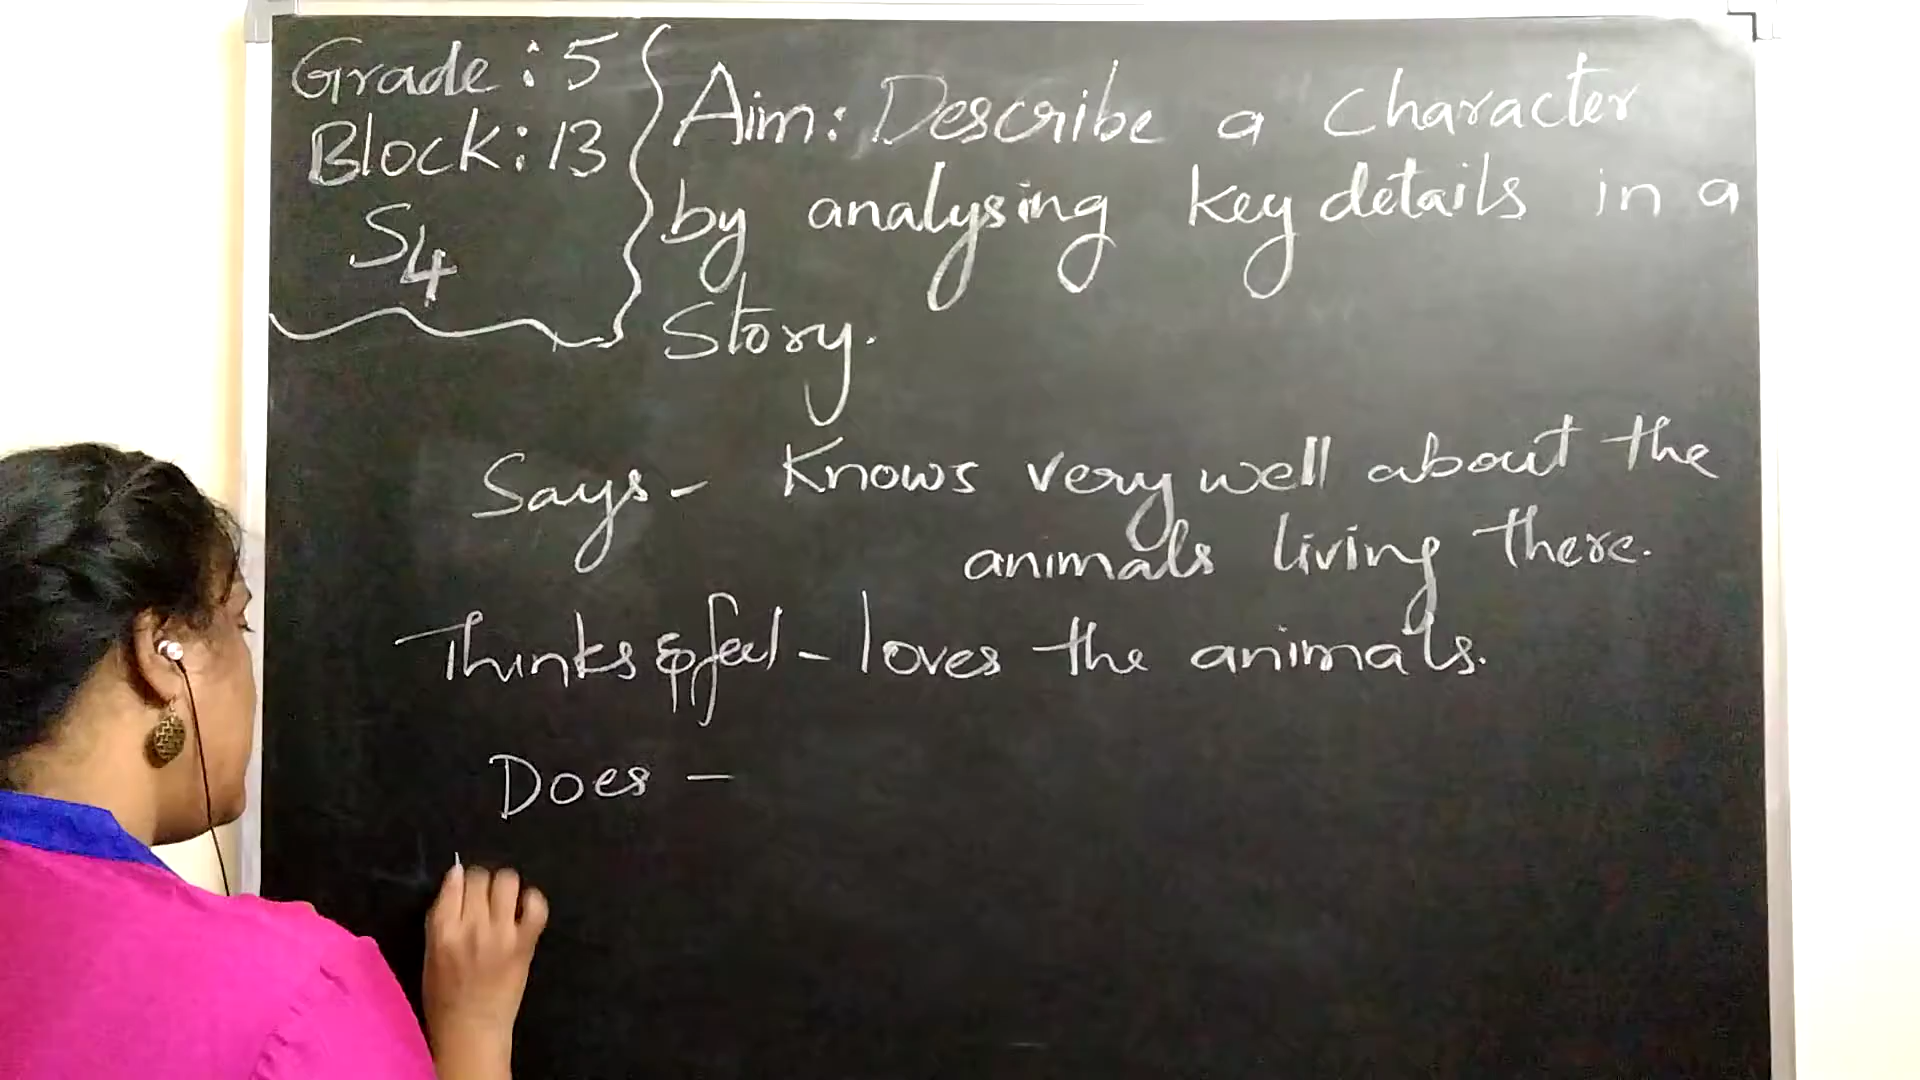 Grade : 5
Block : 13
S4
Aim: Describe a character
by analysing key details in a
Story.
Says - Knows very well about the
animals living there.
Thinks & feel - loves the animals.
Does -